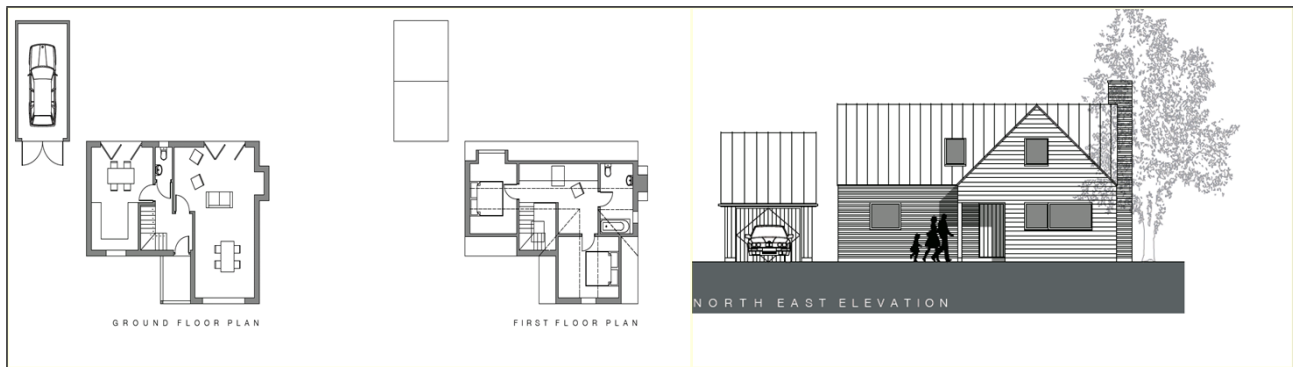 GROUND FLOOR PLAN
FIRST FLOOR PLAN
NORTH EAST ELEVATION